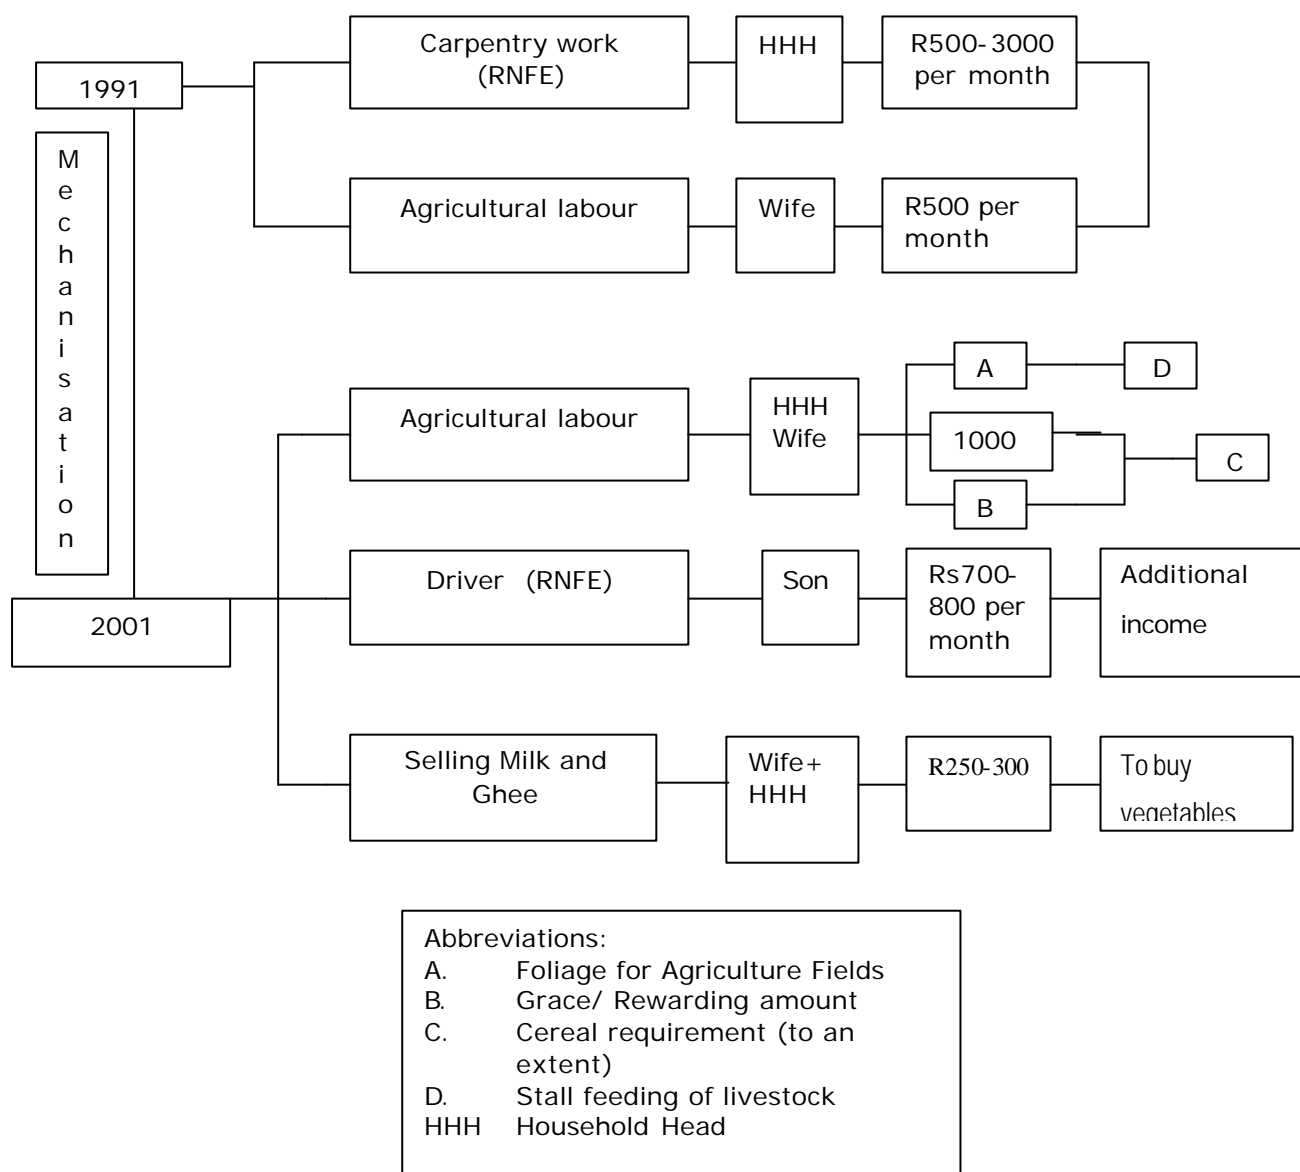 Carpentry work
(RNFE)
HHH
R500-3000
per month
1991
Mechanisation
Agricultural labour
Wife
R500 per
month
A
D
Agricultural labour
HHH
Wife
1000
C
B
Driver (RNFE)
Son
Rs700-
800 per
month
Additional
income
2001
Selling Milk and
Ghee
Wife+
HHH
R250-300
To buy
vegetables
Abbreviations:
A. Foliage for Agriculture Fields
B. Grace/ Rewarding amount
C. Cereal requirement (to an
extent)
D. Stall feeding of livestock
HHH Household Head